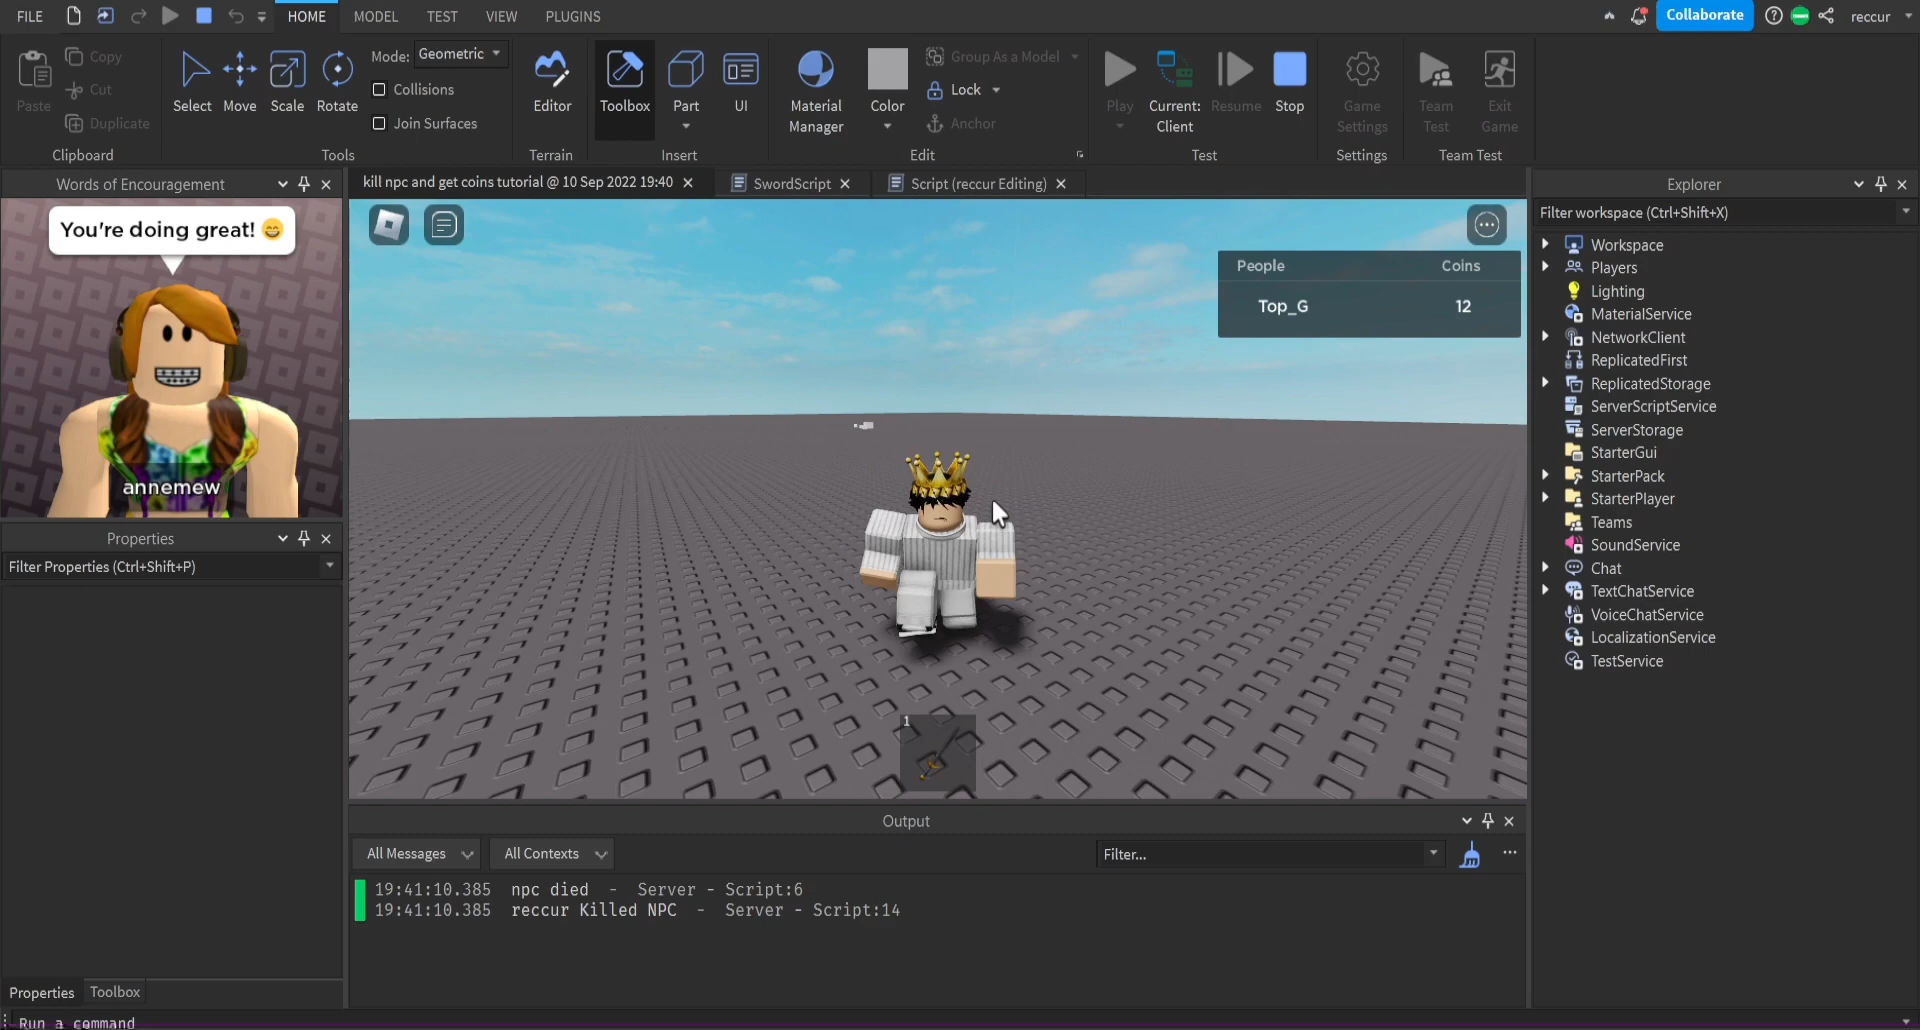 FILE HOME MODEL TEST VIEW PLUGINS Collaborate reccur
Paste Copy Cut Duplicate
Clipboard
Select Move Scale Rotate
Mode: Geometric
Collisions
Join Surfaces
Tools
Editor
Terrain
Toolbox Part UI
Insert
Material Manager
Color
Group As a Model
Lock
Anchor
Edit
Play Current: Client Resume Stop
Test
Game Settings
Settings
Team Test
Exit Game
Team Test
Words of Encouragement
You're doing great! 😄
annemew
Properties
Filter Properties (Ctrl+Shift+P)
Properties Toolbox
Run a command
kill npc and get coins tutorial @ 10 Sep 2022 19:40 SwordScript Script (reccur Editing)
People Coins
Top_G 12
1
Output
All Messages All Contexts Filter...
19:41:10.385 npc died - Server - Script:6
19:41:10.385 reccur Killed NPC - Server - Script:14
Explorer
Filter workspace (Ctrl+Shift+X)
Workspace
Players
Lighting
MaterialService
NetworkClient
ReplicatedFirst
ReplicatedStorage
ServerScriptService
ServerStorage
StarterGui
StarterPack
StarterPlayer
Teams
SoundService
Chat
TextChatService
VoiceChatService
LocalizationService
TestService